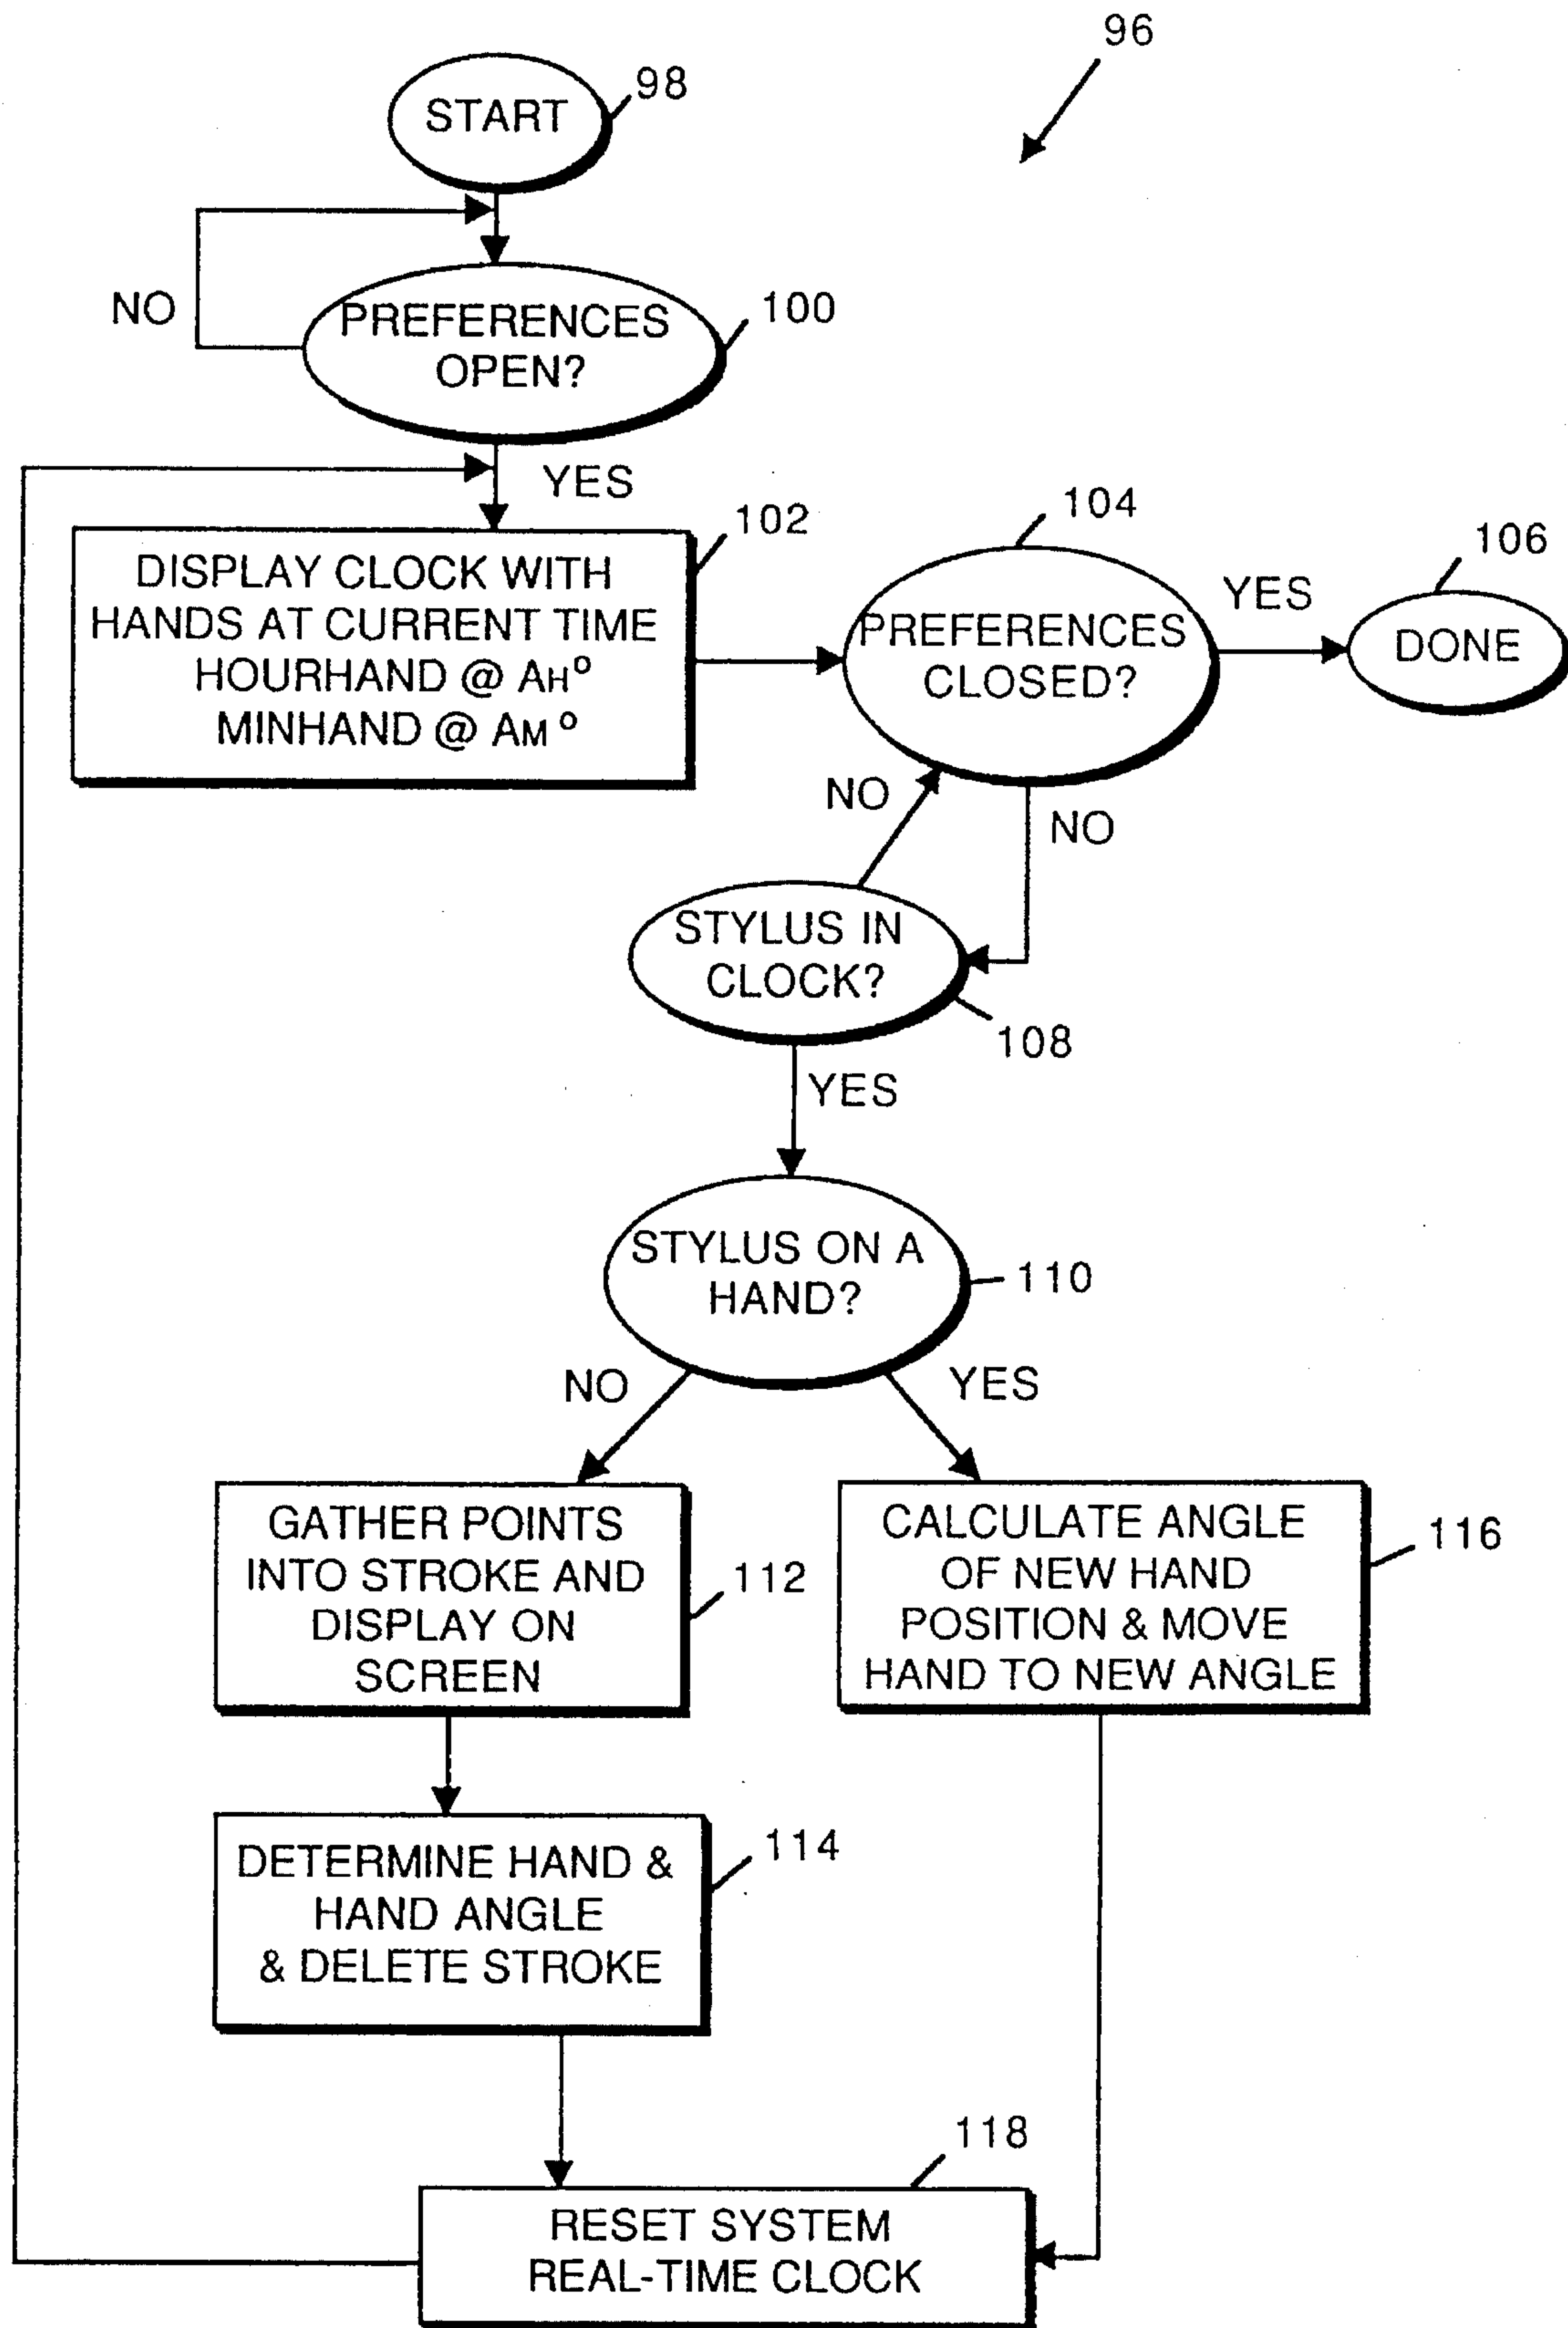 96
START
98
NO
PREFERENCES
OPEN?
100
YES
102
DISPLAY CLOCK WITH
HANDS AT CURRENT TIME
HOURHAND @ AHº
MINHAND @ AM º
104
PREFERENCES
CLOSED?
YES
106
DONE
NO
NO
STYLUS IN
CLOCK?
108
YES
STYLUS ON A
HAND?
110
NO
YES
GATHER POINTS
INTO STROKE AND
DISPLAY ON
SCREEN
112
CALCULATE ANGLE
OF NEW HAND
POSITION & MOVE
HAND TO NEW ANGLE
116
DETERMINE HAND &
HAND ANGLE
& DELETE STROKE
114
118
RESET SYSTEM
REAL-TIME CLOCK